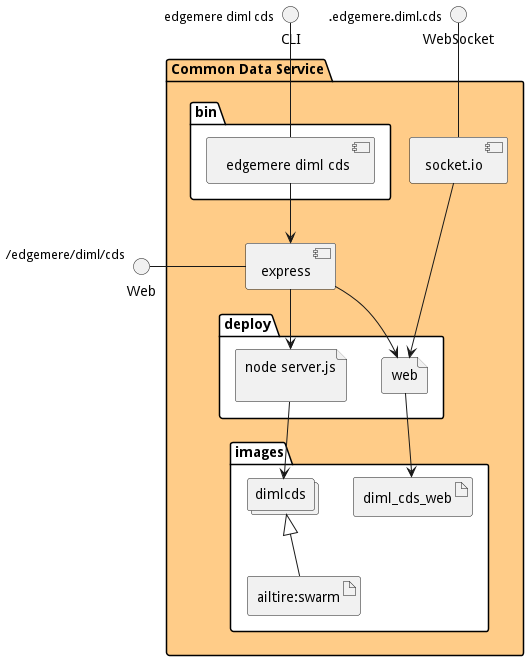 edgemere diml cds
.edgemere.diml.cds
CLI
WebSocket
Common Data Service
bin
edgemere diml cds
socket.io
/edgemere/diml/cds
Web
express
deploy
node server.js
web
images
dimlcds
diml_cds_web
ailtire:swarm